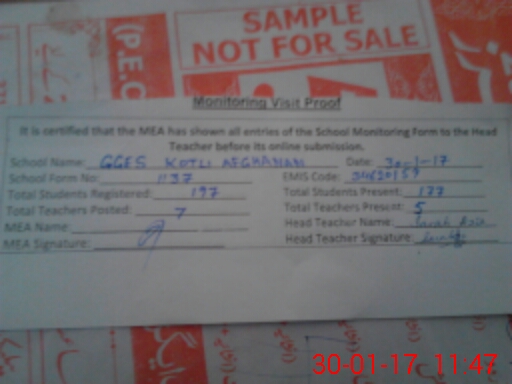 SAMPLE
NOT FOR SALE
(P.E.C
Monitoring Visit Proof
It is certified that the MEA has shown all entries of the School Monitoring Form to the Head
Teacher before its online submission.
School Name: GGES KOTLI AFGHANAN Date: 30-1-17
School Form No: 1137 EMIS Code:
Total Students Registered: 197 Total Students Present: 177
Total Teachers Posted: 7 Total Teachers Present: 5
MEA Name: Head Teacher Name:
MEA Signature: Head Teacher Signature:
30-01-17 11:47